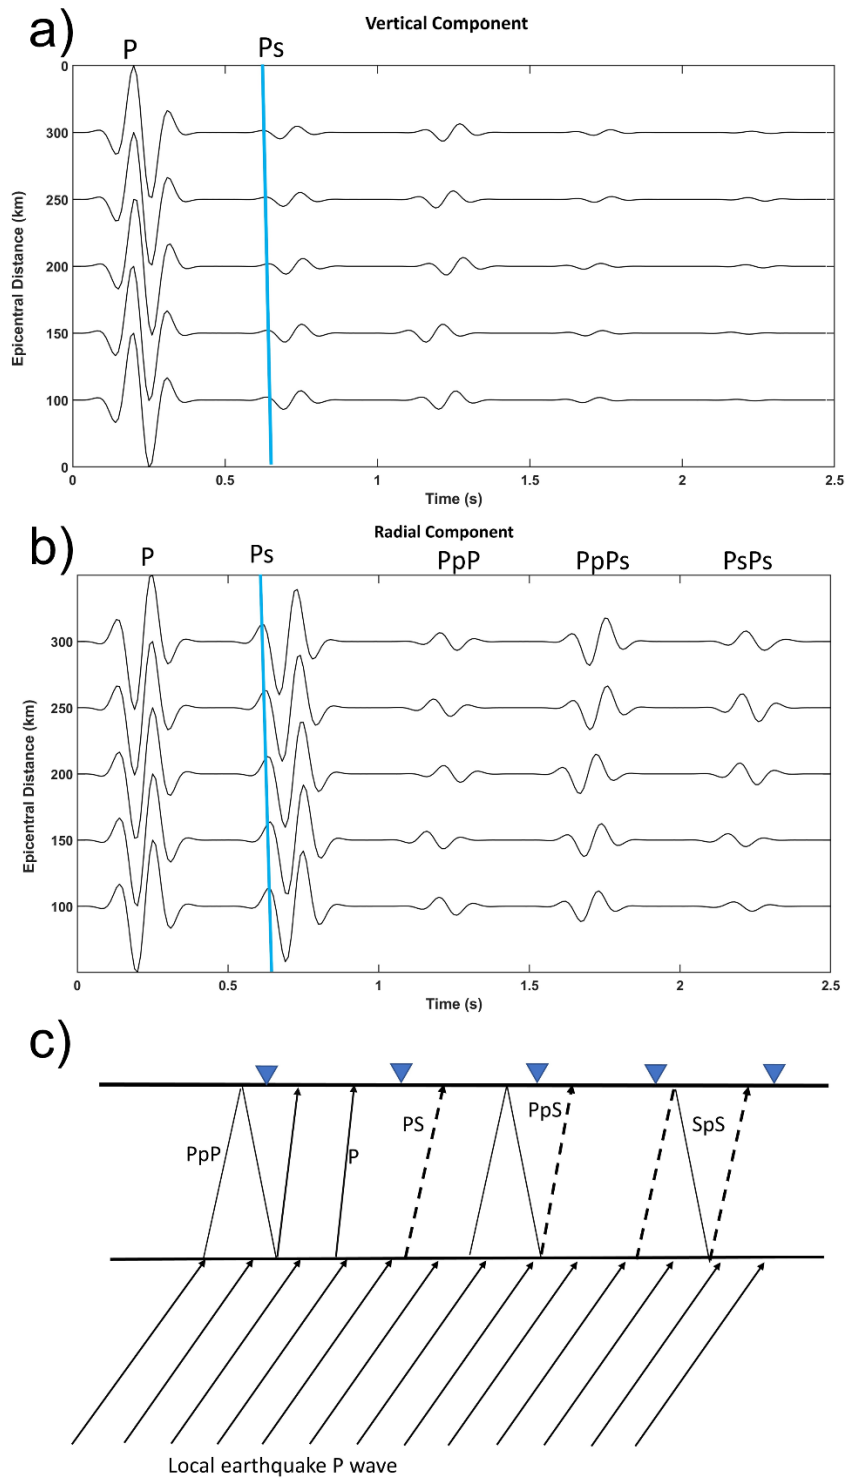 a)
Vertical Component
P Ps
0
300
250
200
150
100
0
Epicentral Distance (km)
0 0.5 1 1.5 2 2.5
Time (s)
b)
Radial Component
P Ps PpP PpPs PsPs
300
250
200
150
100
Epicentral Distance (km)
0 0.5 1 1.5 2 2.5
Time (s)
c)
PpP P PS PpS SpS
Local earthquake P wave